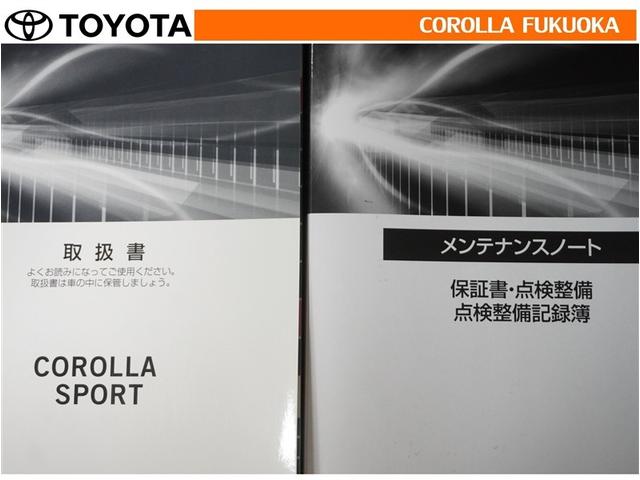 TOYOTA
COROLLA FUKUOKA
取扱書
よくお読みになってご使用ください。
取扱書は車の中に保管しましょう。
COROLLA
SPORT
メンテナンスノート
保証書・点検整備
点検整備記録簿